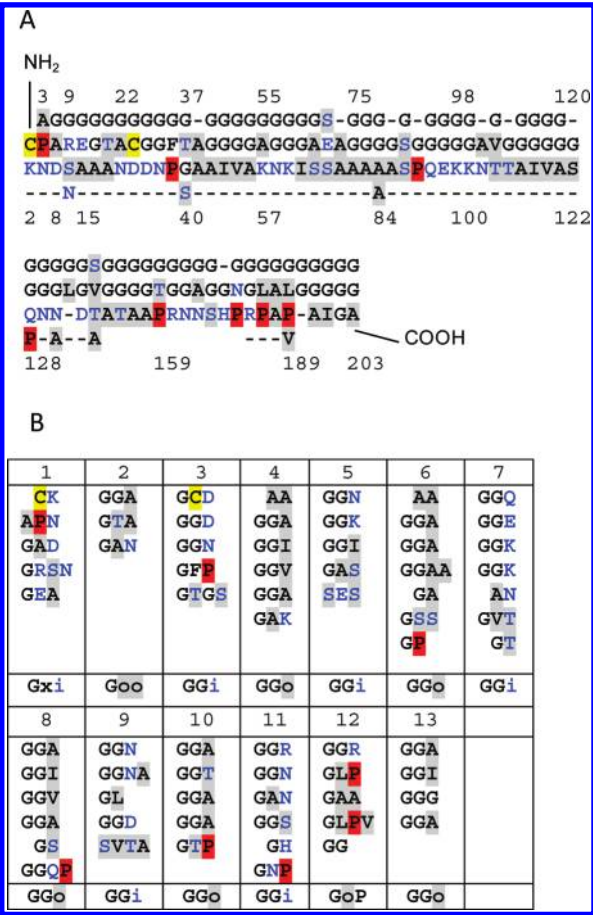 A
NH₂
3 9 22 37 55 75 98 120
AGGGGGGGGGGG-GGGGGGGGGS-GGG-G-GGGG-G-GGGG-
CPAREGTACGGFTAGGGGAGGGAEAGGGGSGGGGGAVGGGGGG
KNDSAAANDDNPGAAIVAKNKISSAAAAASPQEKKNTTAIVAS
---N--------S--------------A---------------
2 8 15 40 57 84 100 122
GGGGGSGGGGGGGGG-GGGGGGGGGG
GGGLGVGGGGTGGAGGNGLALGGGGG
QNN-DTATAAPRNNSHPRPAP-AIGA
P-A--A ---V COOH
128 159 189 203
B
1 2 3 4 5 6 7
CK GGA GCD AA GGN AA GGQ
APN GTA GGD GGA GGK GGA GGE
GAD GAN GGN GGI GGI GGA GGK
GRSN GFP GGV GAS GGAA GGK
GEA GTGS GGA SES GA AN
GAK GSS GVT
GP GT
Gxi Goo GGi GGo GGi GGo GGi
8 9 10 11 12 13
GGA GGN GGA GGR GGR GGA
GGI GGNA GGT GGN GLP GGI
GGV GL GGA GAN GAA GGG
GGA GGD GGA GGS GLPV GGA
GS SVTA GTP GH GG
GGQP GNP
GGo GGi GGo GGi GoP GGo